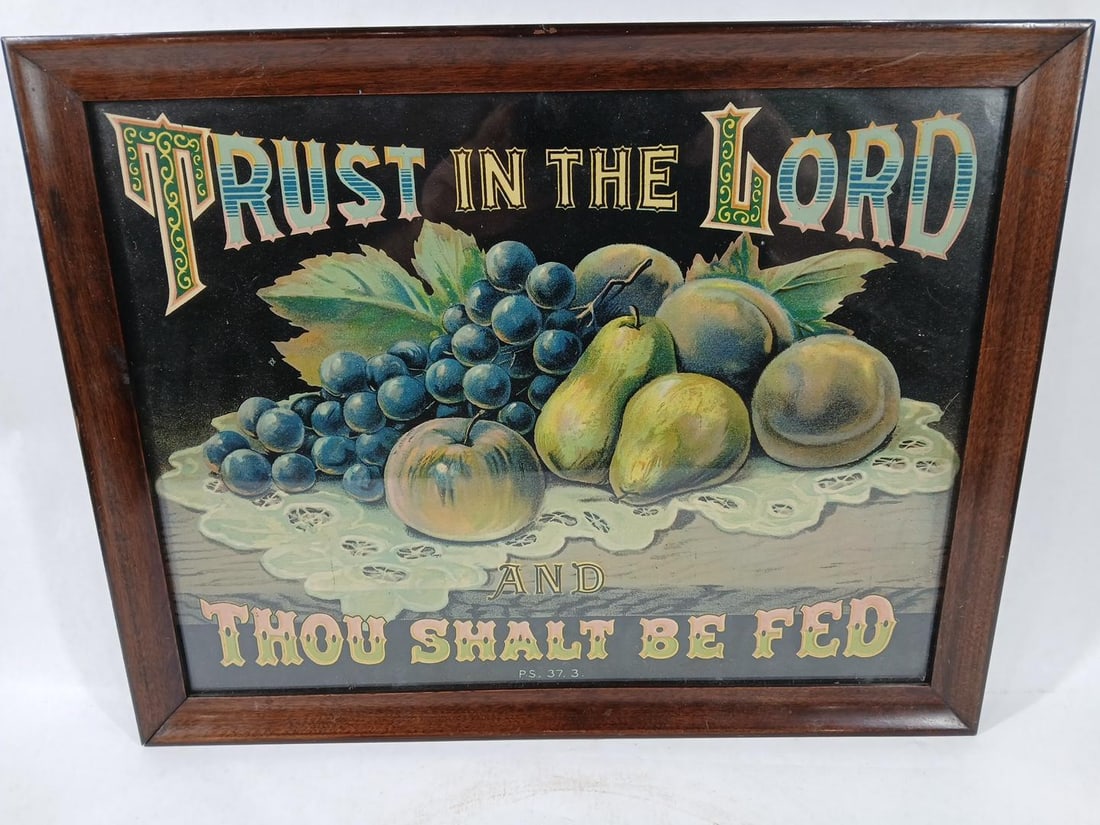 TRUST IN THE LORD
AND
THOU SHALT BE FED
PS. 37. 3